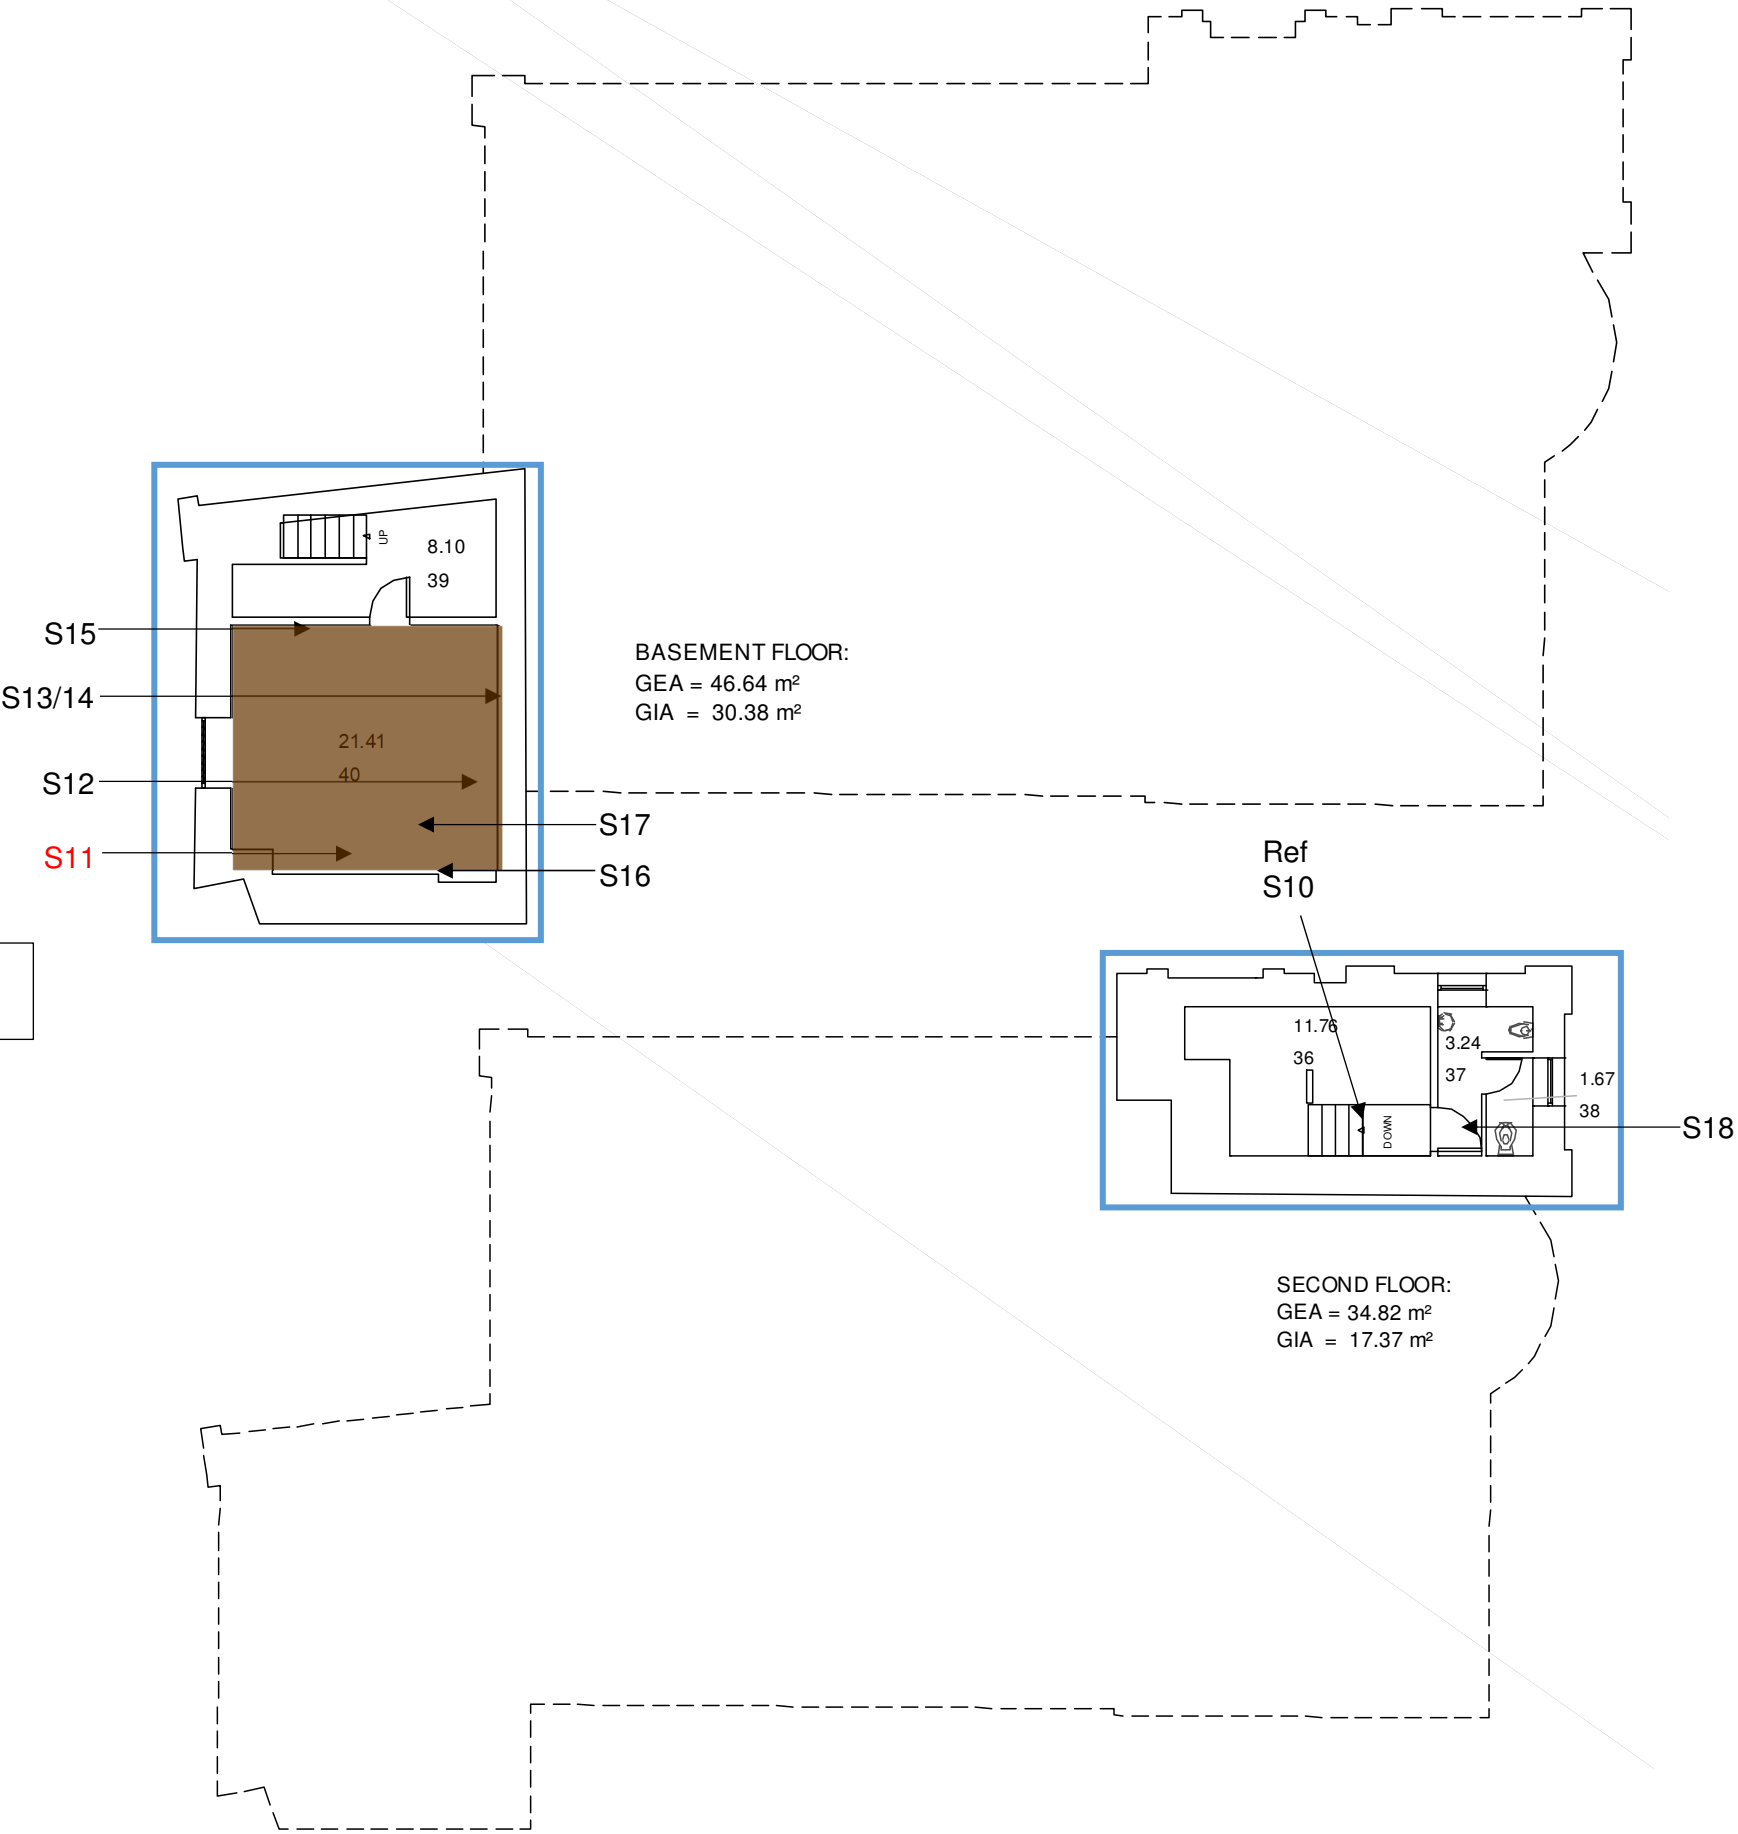 UP
8.10
39
S15
S13/14
21.41
40
S12
S17
S11
S16
BASEMENT FLOOR:
GEA = 46.64 m²
GIA = 30.38 m²
Ref
S10
11.76
36
3.24
37
1.67
38
DOWN
S18
SECOND FLOOR:
GEA = 34.82 m²
GIA = 17.37 m²